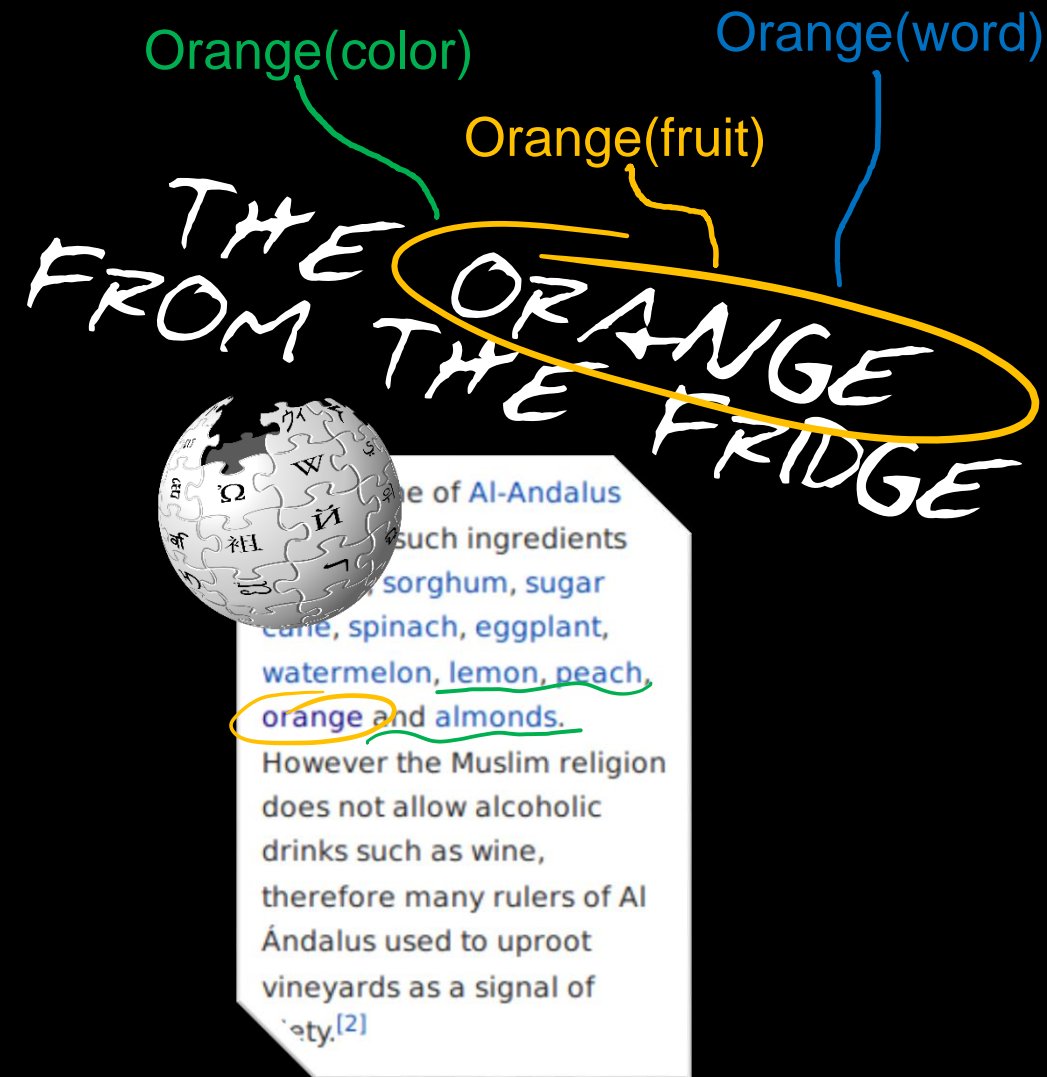 Orange(color)
Orange(word)
Orange(fruit)
THE ORANGE
FROM THE FRIDGE
of Al-Andalus
such ingredients
sorghum, sugar
cane, spinach, eggplant,
watermelon, lemon, peach,
orange and almonds.
However the Muslim religion
does not allow alcoholic
drinks such as wine,
therefore many rulers of Al
Ándalus used to uproot
vineyards as a signal of
[2]